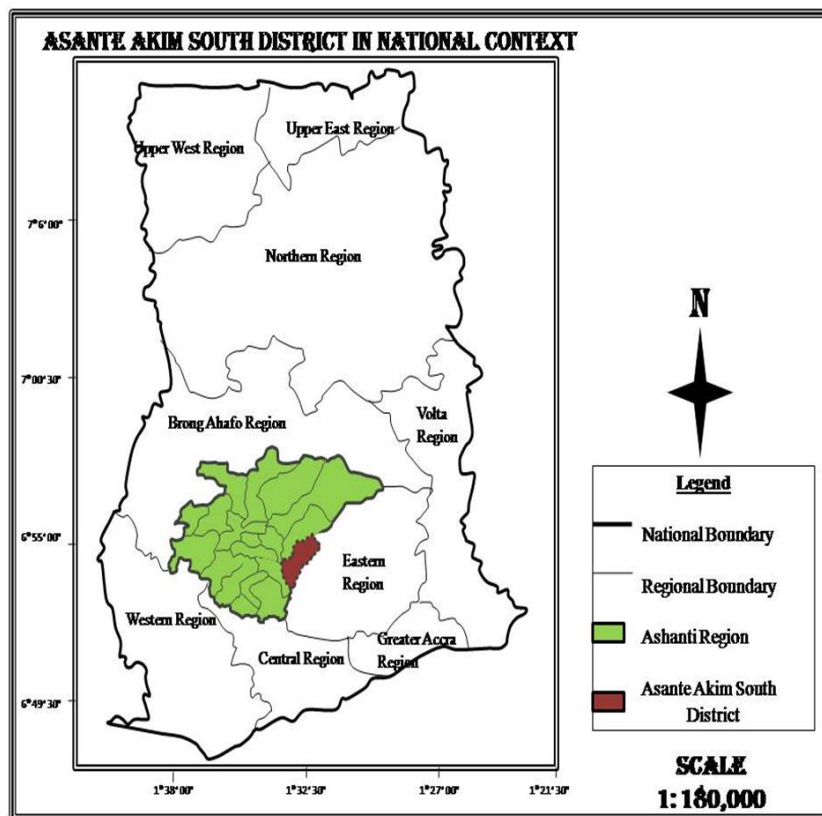 ASANTE AKIM SOUTH DISTRICT IN NATIONAL CONTEXT
Upper East Region
Upper West Region
7°6'00"
Northern Region
N
7°00'30"
Brong Ahafo Region
Volta
Region
Legend
National Boundary
6°55'00"
Eastern
Region
Regional Boundary
Western Region
Ashanti Region
Greater Accra
Region
Central Region
Asante Akim South
District
6°49'30"
SCALE
1:180,000
1°38'00"
1°32'30"
1°27'00"
1°21'30"